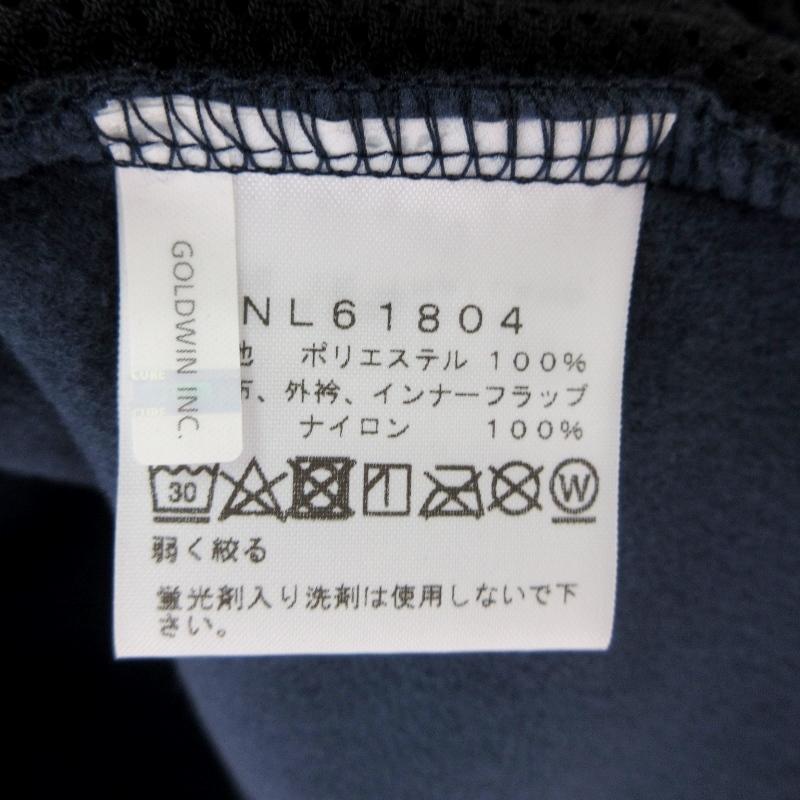 GOLDWIN INC.
NL61804
地 ポリエステル 100%
布、外衿、インナーフラップ
ナイロン 100%
30
W
弱く絞る
蛍光剤入り洗剤は使用しないで下
さい。